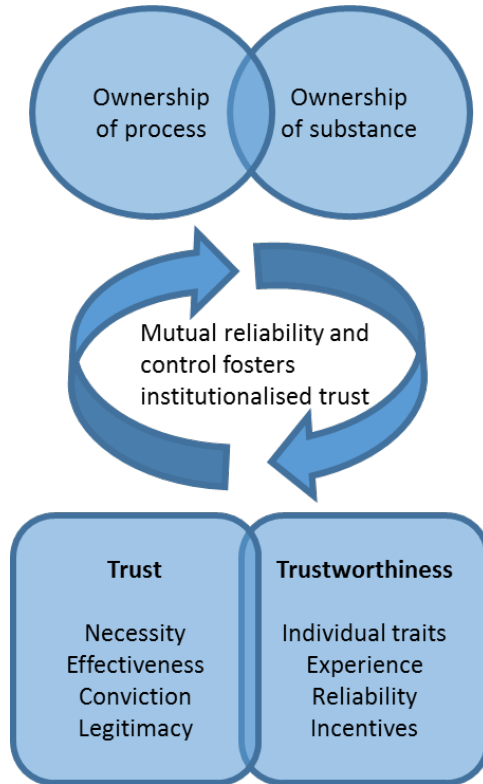 Ownership
of process
Ownership
of substance
Mutual reliability and
control fosters
institutionalised trust
Trust
Necessity
Effectiveness
Conviction
Legitimacy
Trustworthiness
Individual traits
Experience
Reliability
Incentives